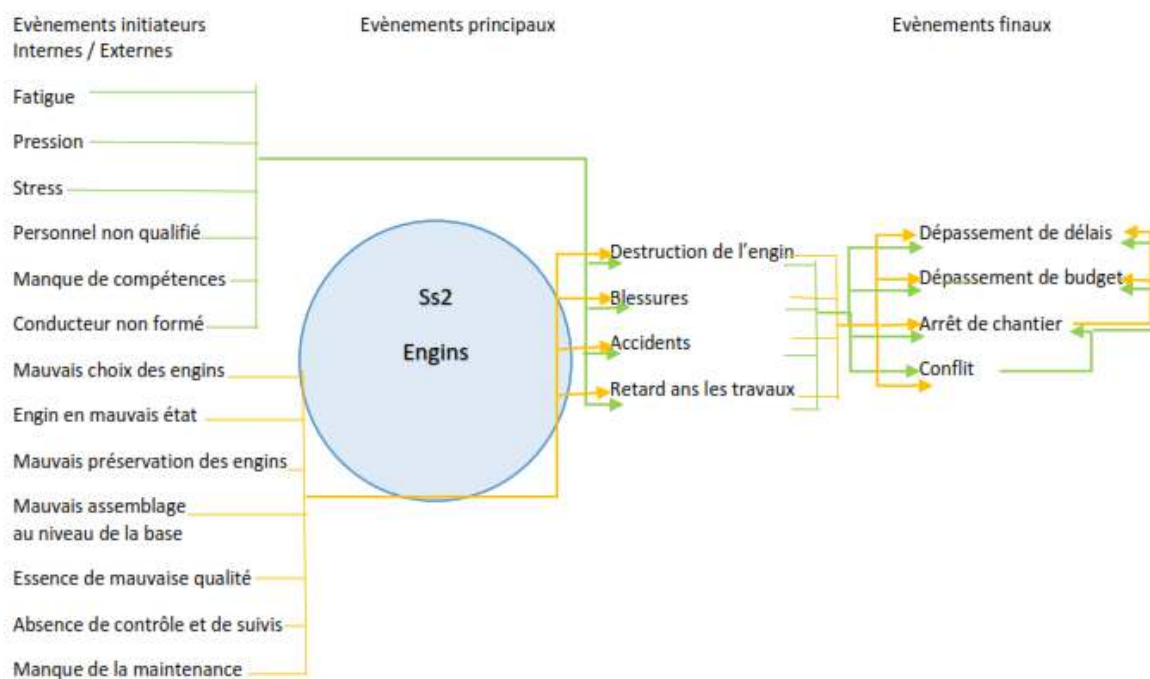 Evènements initiateurs
Internes / Externes
Evènements principaux
Evènements finaux
Fatigue
Pression
Stress
Personnel non qualifié
Manque de compétences
Conducteur non formé
Mauvais choix des engins
Engin en mauvais état
Mauvais préservation des engins
Mauvais assemblage
au niveau de la base
Essence de mauvaise qualité
Absence de contrôle et de suivis
Manque de la maintenance
Ss2
Engins
Destruction de l’engin
Blessures
Accidents
Retard ans les travaux
Dépassement de délais
Dépassement de budget
Arrêt de chantier
Conflit